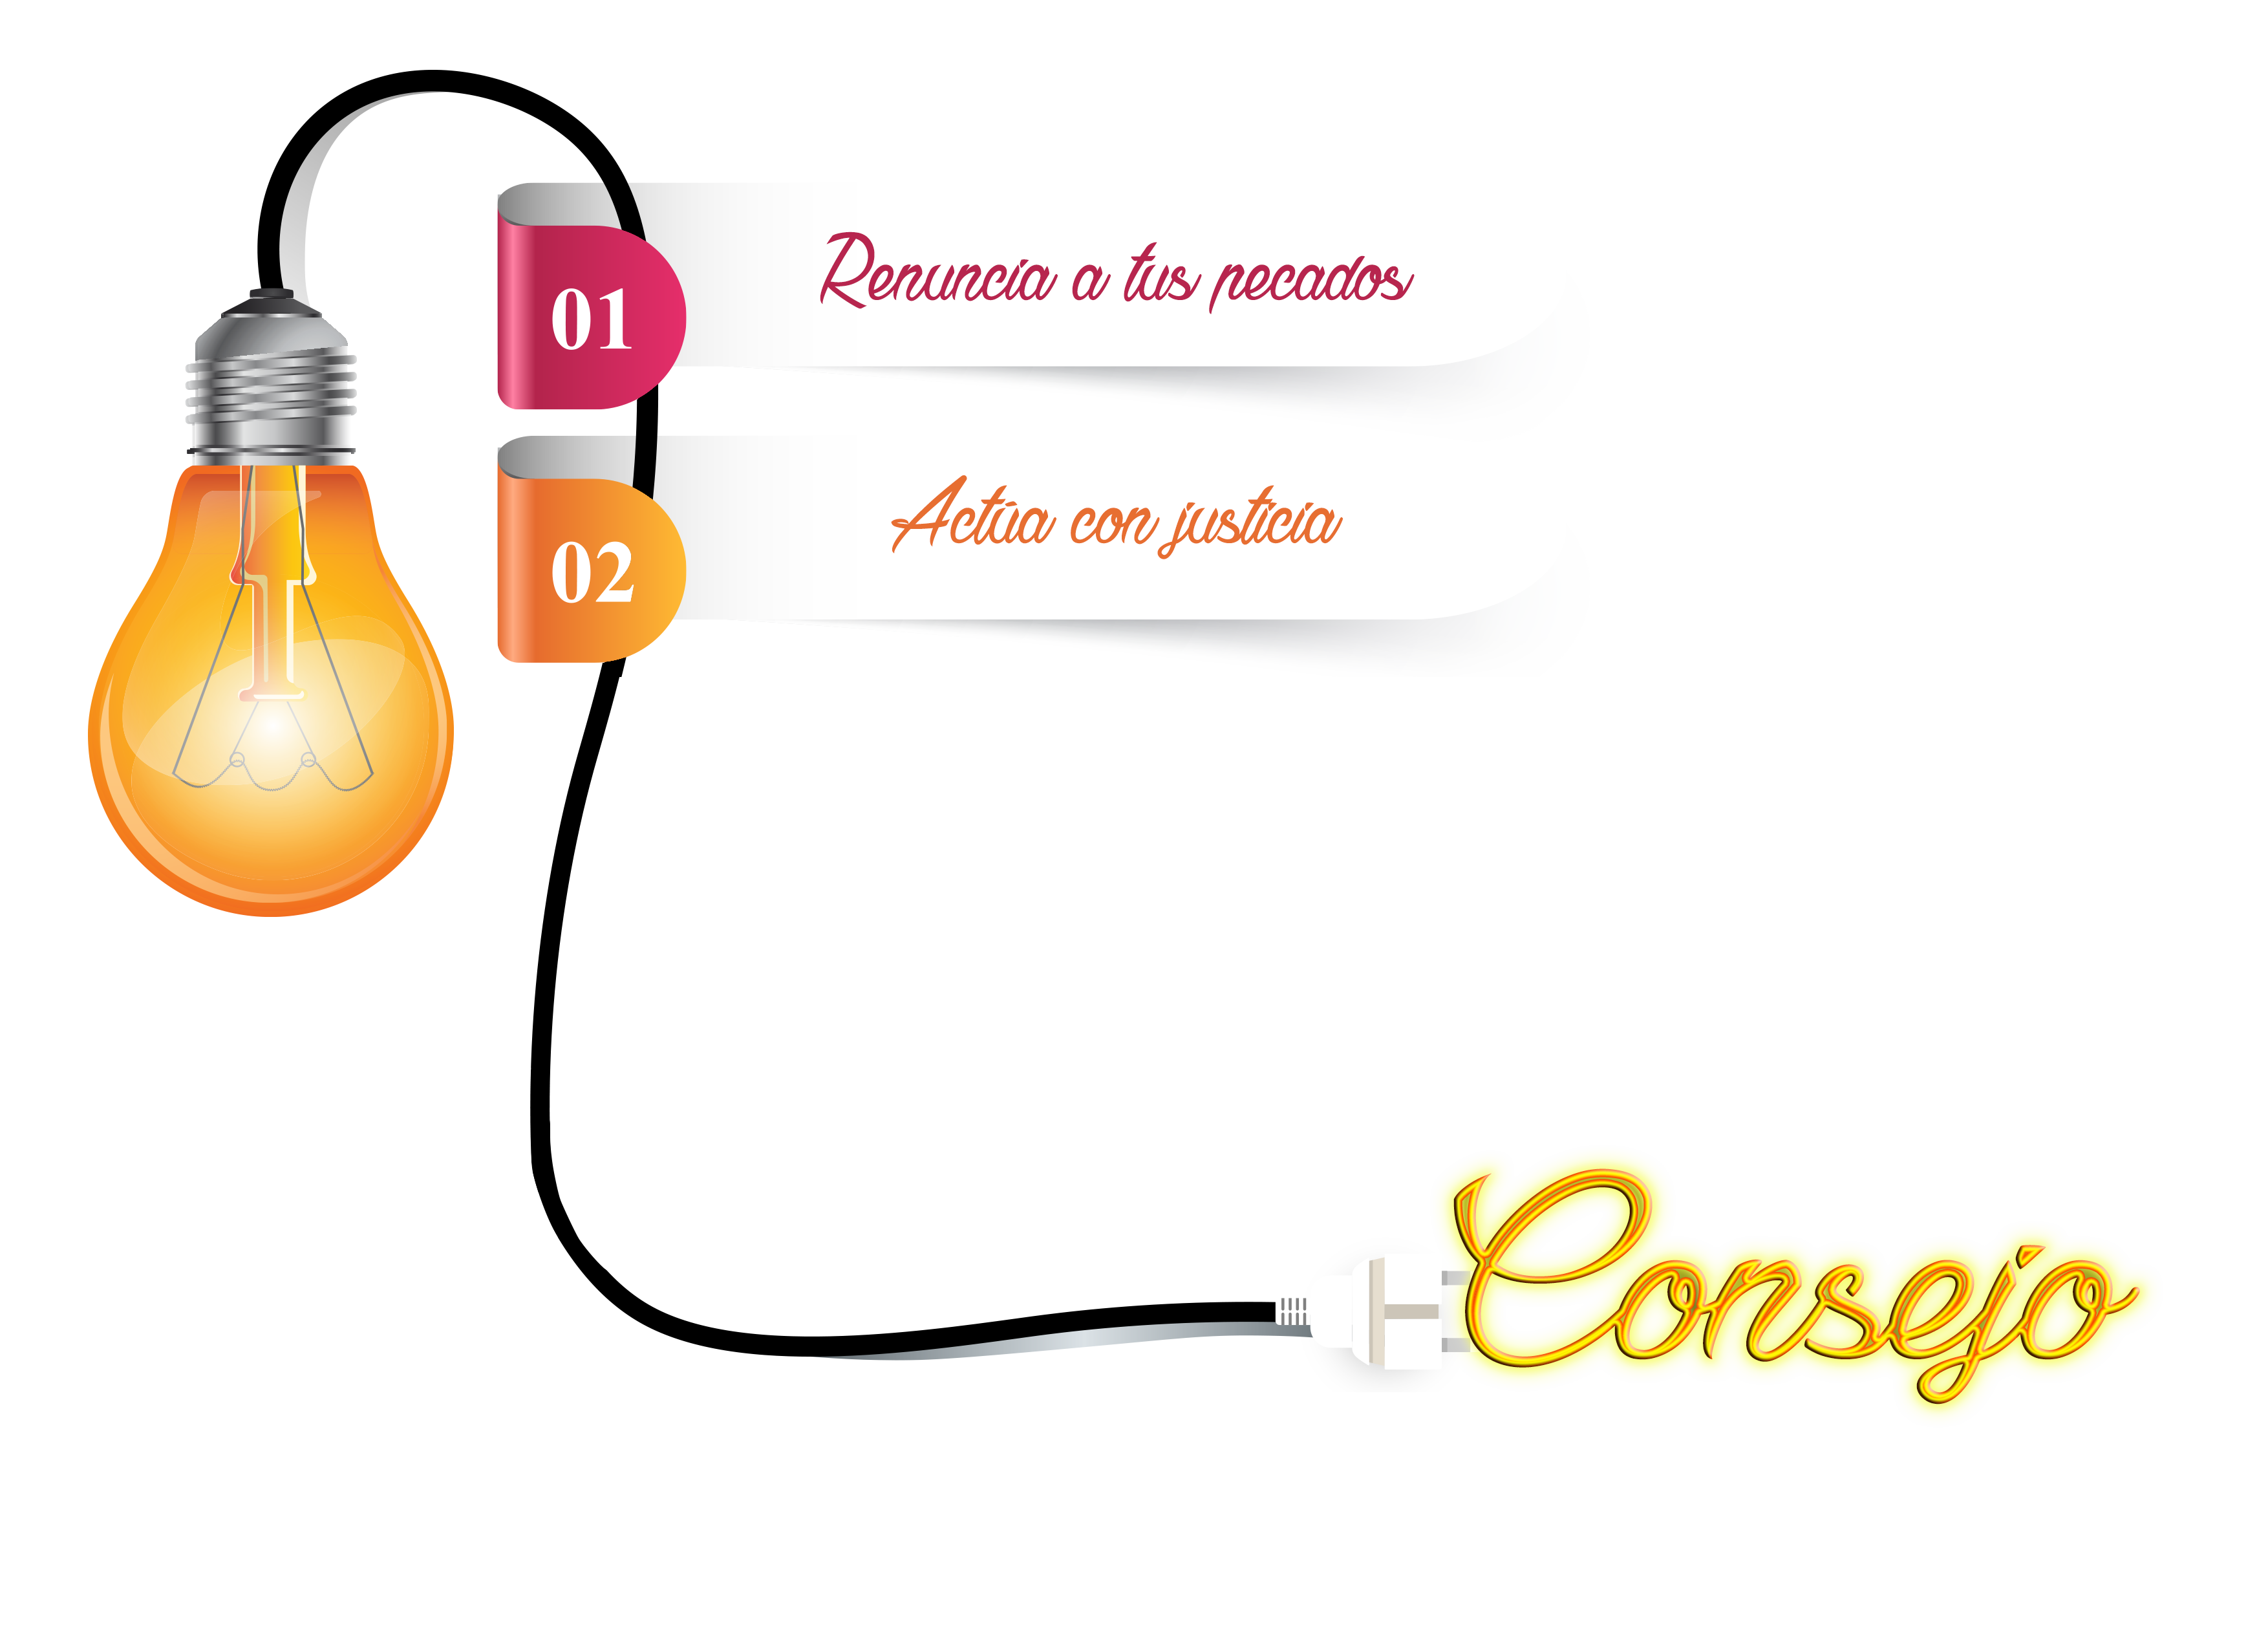 01
Renuncia a tus pecados
02
Actúa con justicia
Consejo